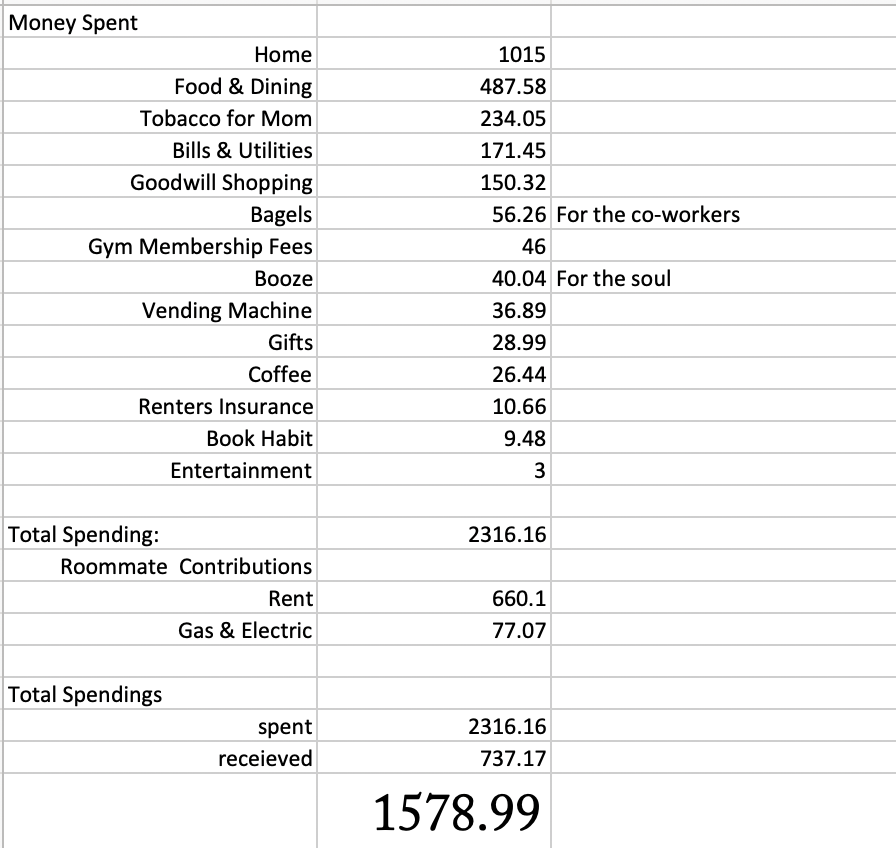 Money Spent
Home 1015
Food & Dining 487.58
Tobacco for Mom 234.05
Bills & Utilities 171.45
Goodwill Shopping 150.32
Bagels 56.26 For the co-workers
Gym Membership Fees 46
Booze 40.04 For the soul
Vending Machine 36.89
Gifts 28.99
Coffee 26.44
Renters Insurance 10.66
Book Habit 9.48
Entertainment 3
Total Spending: 2316.16
Roommate Contributions
Rent 660.1
Gas & Electric 77.07
Total Spendings
spent 2316.16
receieved 737.17
1578.99